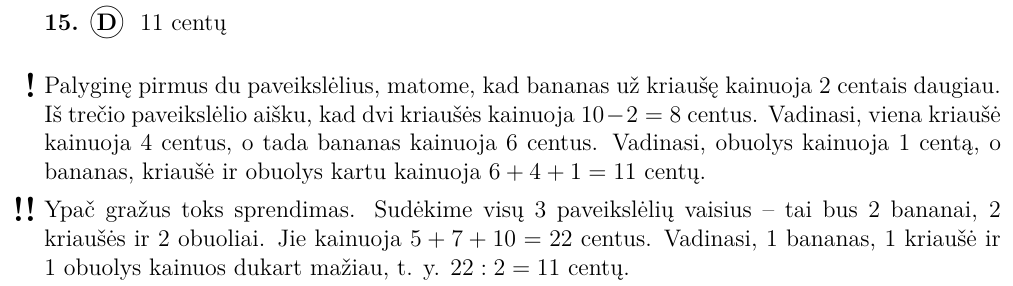 15. D 11 centų
! Palyginę pirmus du paveikslėlius, matome, kad bananas už kriaušę kainuoja 2 centais daugiau.
Iš trečio paveikslėlio aišku, kad dvi kriaušės kainuoja 10−2 = 8 centus. Vadinasi, viena kriaušė
kainuoja 4 centus, o tada bananas kainuoja 6 centus. Vadinasi, obuolys kainuoja 1 centą, o
bananas, kriaušė ir obuolys kartu kainuoja 6 + 4 + 1 = 11 centų.
!! Ypač gražus toks sprendimas. Sudėkime visų 3 paveikslėlių vaisius – tai bus 2 bananai, 2
kriaušės ir 2 obuoliai. Jie kainuoja 5 + 7 + 10 = 22 centus. Vadinasi, 1 bananas, 1 kriaušė ir
1 obuolys kainuos dukart mažiau, t. y. 22 : 2 = 11 centų.